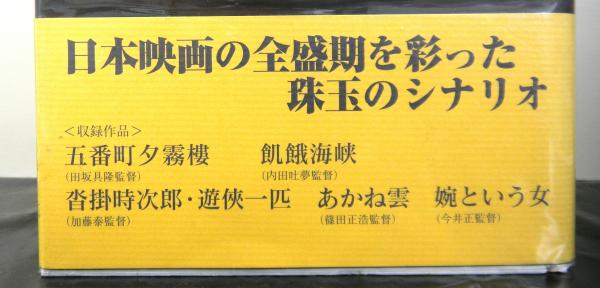 日本映画の全盛期を彩った
珠玉のシナリオ
＜収録作品＞
五番町夕霧樓 飢餓海峡
(田坂具隆監督) (内田吐夢監督)
沓掛時次郎・遊俠一匹 あかね雲 婉という女
(加藤泰監督) (篠田正浩監督) (今井正監督)